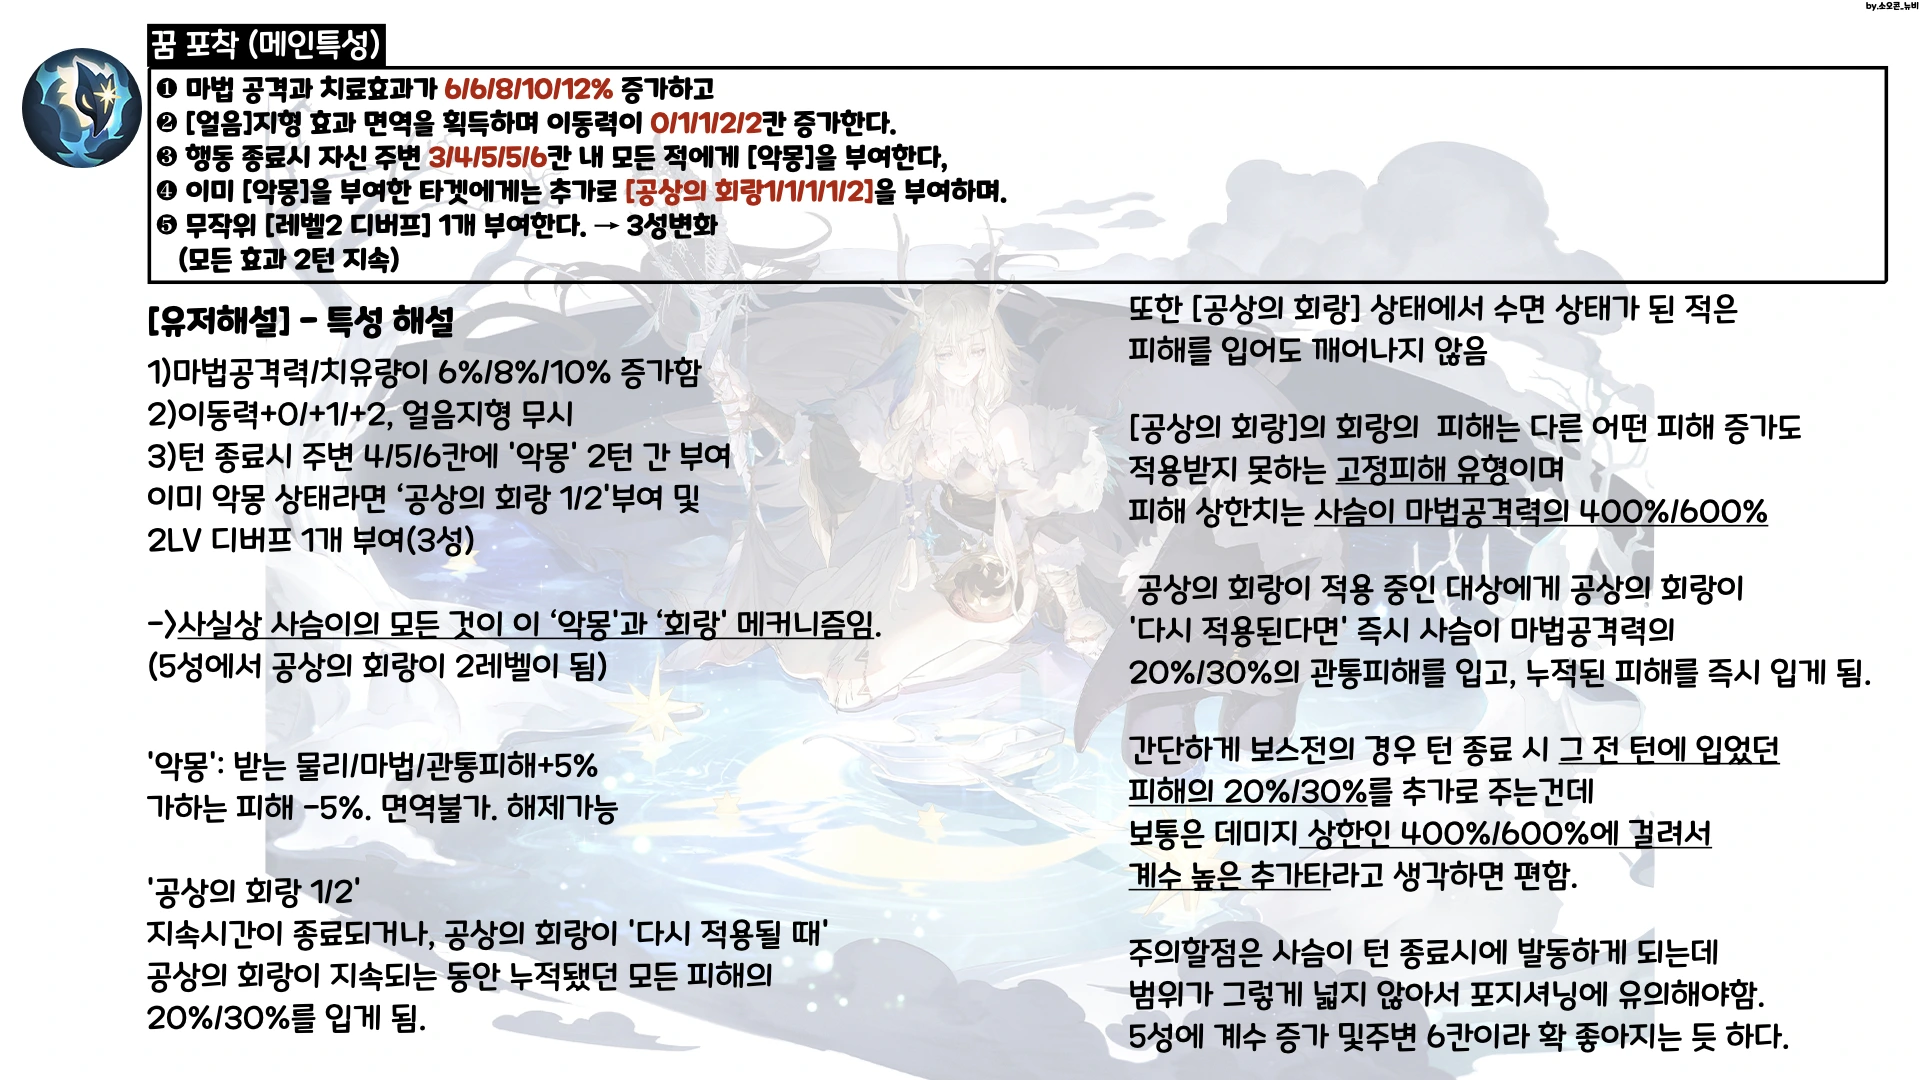 by.소오콘_뉴비
꿈 포착 (메인특성)
❶ 마법 공격과 치료효과가 6/6/8/10/12% 증가하고
❷ [얼음]지형 효과 면역을 획득하며 이동력이 0/1/1/2/2칸 증가한다.
❸ 행동 종료시 자신 주변 3/4/5/5/6칸 내 모든 적에게 [악몽]을 부여한다,
❹ 이미 [악몽]을 부여한 타겟에게는 추가로 [공상의 회랑1/1/1/1/2]을 부여하며.
❺ 무작위 [레벨2 디버프] 1개 부여한다. → 3성변화
(모든 효과 2턴 지속)
[유저해설] - 특성 해설
1)마법공격력/치유량이 6%/8%/10% 증가함
2)이동력+0/+1/+2, 얼음지형 무시
3)턴 종료시 주변 4/5/6칸에 '악몽' 2턴 간 부여
이미 악몽 상태라면 ‘공상의 회랑 1/2'부여 및
2LV 디버프 1개 부여(3성)
->사실상 사슴이의 모든 것이 이 ‘악몽'과 ‘회랑' 메커니즘임.
(5성에서 공상의 회랑이 2레벨이 됨)
'악몽': 받는 물리/마법/관통피해+5%
가하는 피해 -5%. 면역불가. 해제가능
'공상의 회랑 1/2'
지속시간이 종료되거나, 공상의 회랑이 '다시 적용될 때'
공상의 회랑이 지속되는 동안 누적됐던 모든 피해의
20%/30%를 입게 됨.
또한 [공상의 회랑] 상태에서 수면 상태가 된 적은
피해를 입어도 깨어나지 않음
[공상의 회랑]의 회랑의  피해는 다른 어떤 피해 증가도
적용받지 못하는 고정피해 유형이며
피해 상한치는 사슴이 마법공격력의 400%/600%
공상의 회랑이 적용 중인 대상에게 공상의 회랑이
'다시 적용된다면' 즉시 사슴이 마법공격력의
20%/30%의 관통피해를 입고, 누적된 피해를 즉시 입게 됨.
간단하게 보스전의 경우 턴 종료 시 그 전 턴에 입었던
피해의 20%/30%를 추가로 주는건데
보통은 데미지 상한인 400%/600%에 걸려서
계수 높은 추가타라고 생각하면 편함.
주의할점은 사슴이 턴 종료시에 발동하게 되는데
범위가 그렇게 넓지 않아서 포지셔닝에 유의해야함.
5성에 계수 증가 및주변 6칸이라 확 좋아지는 듯 하다.